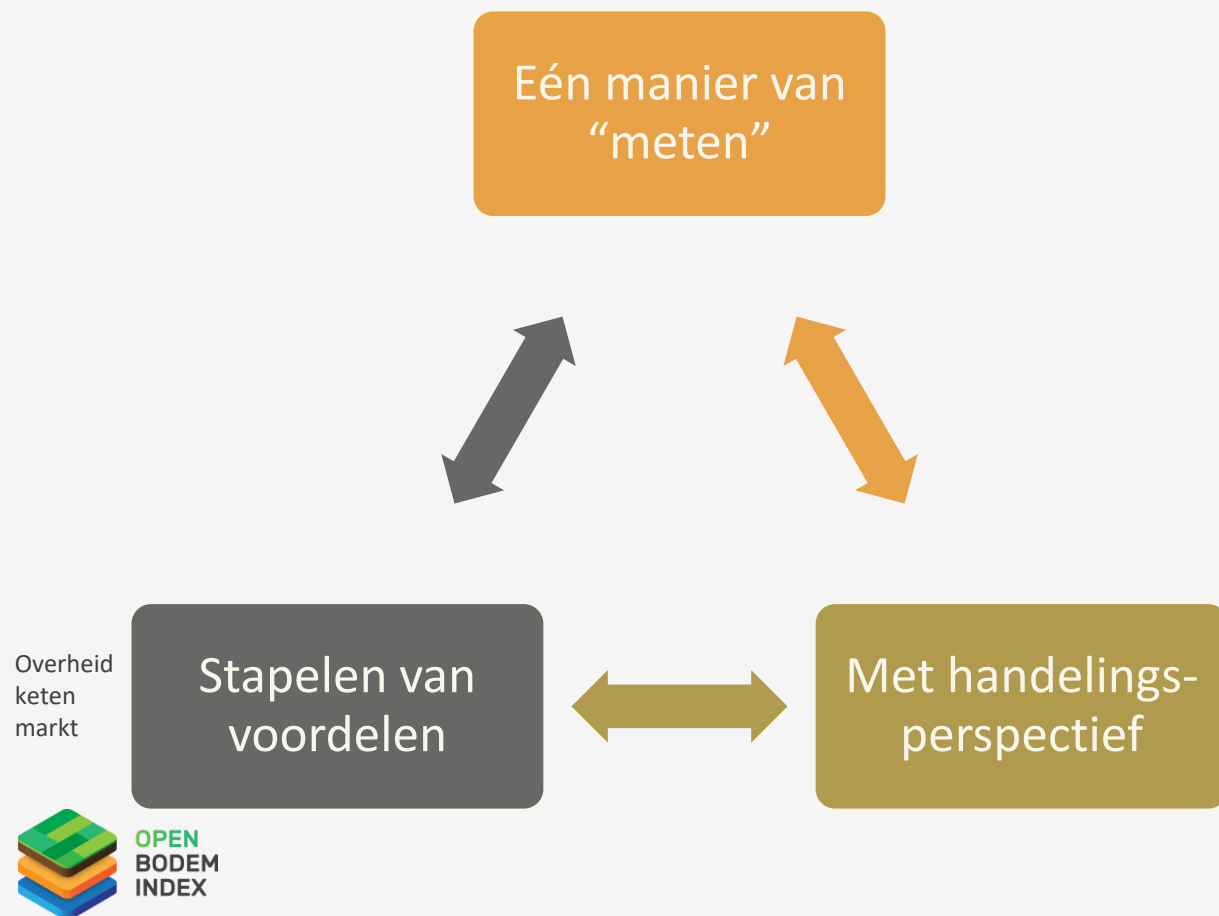 Eén manier van
“meten”
Overheid
keten
markt
Stapelen van
voordelen
Met handelings-
perspectief
OPEN
BODEM
INDEX